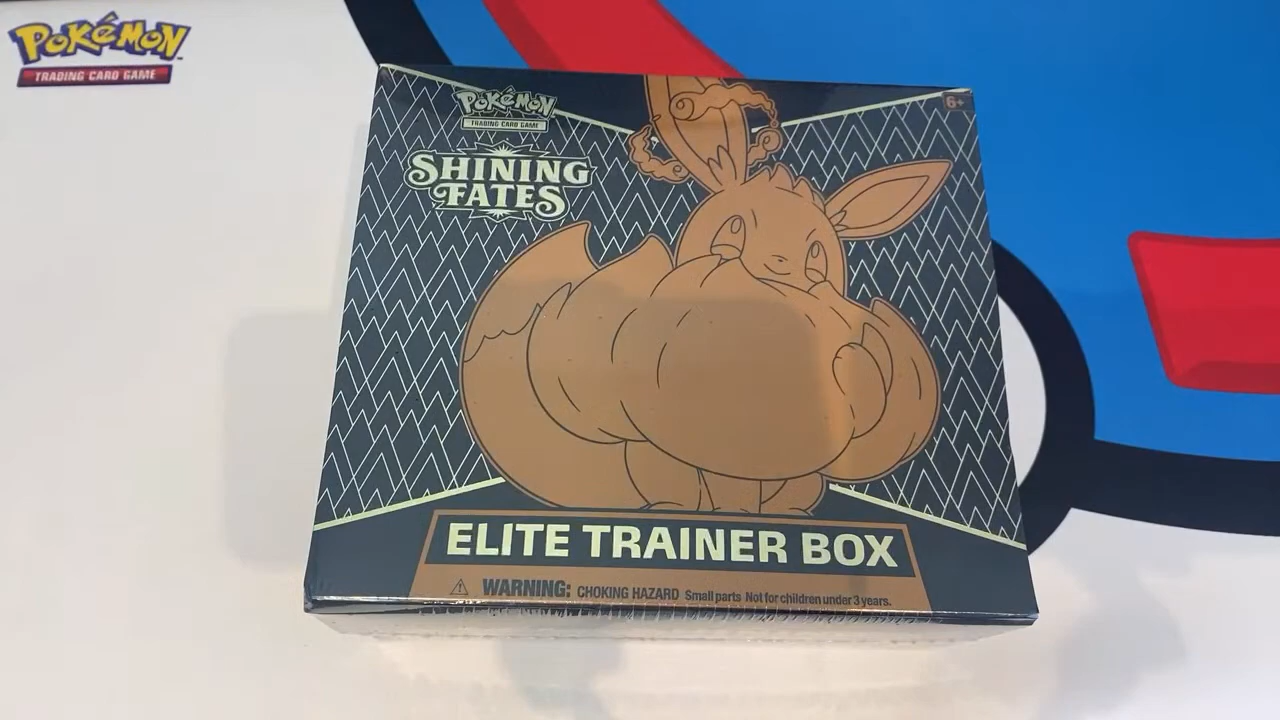 POKéMON
TRADING CARD GAME
POKéMON
TRADING CARD GAME
6+
SHINING
FATES
ELITE TRAINER BOX
WARNING: CHOKING HAZARD Small parts Not for children under 3 years.